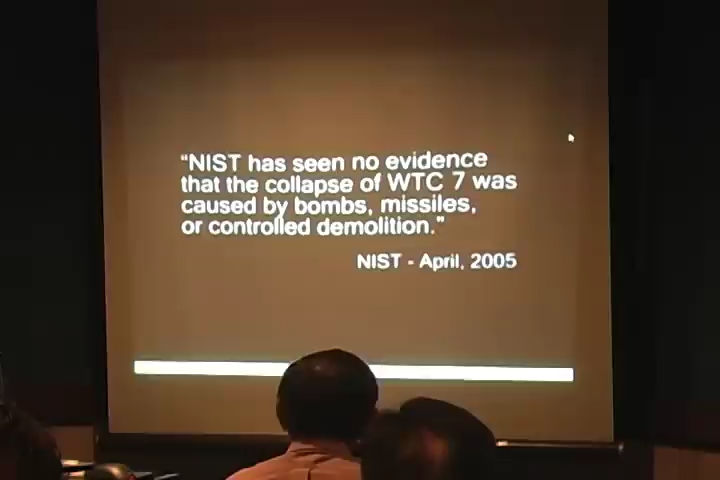 "NIST has seen no evidence
that the collapse of WTC 7 was
caused by bombs, missiles,
or controlled demolition."
NIST - April, 2005